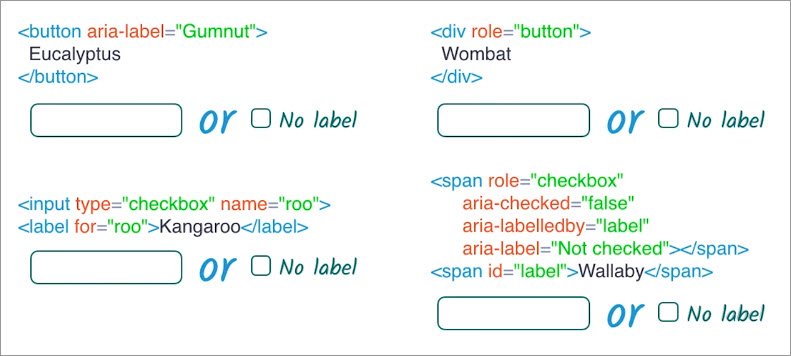 <button aria-label="Gumnut">
Eucalyptus
</button>
or No label
<div role="button">
Wombat
</div>
or No label
<input type="checkbox" name="roo">
<label for="roo">Kangaroo</label>
or No label
<span role="checkbox"
aria-checked="false"
aria-labelledby="label"
aria-label="Not checked"></span>
<span id="label">Wallaby</span>
or No label